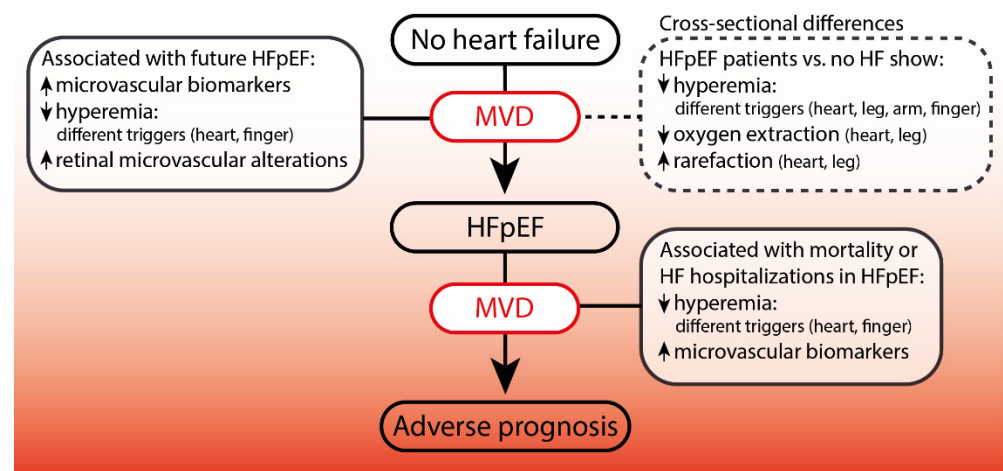 No heart failure
Associated with future HFpEF:
↑ microvascular biomarkers
↓ hyperemia:
different triggers (heart, finger)
↑ retinal microvascular alterations
MVD
Cross-sectional differences
HFpEF patients vs. no HF show:
↓ hyperemia:
different triggers (heart, leg, arm, finger)
↓ oxygen extraction (heart, leg)
↑ rarefaction (heart, leg)
HFpEF
MVD
Associated with mortality or
HF hospitalizations in HFpEF:
↓ hyperemia:
different triggers (heart, finger)
↑ microvascular biomarkers
Adverse prognosis